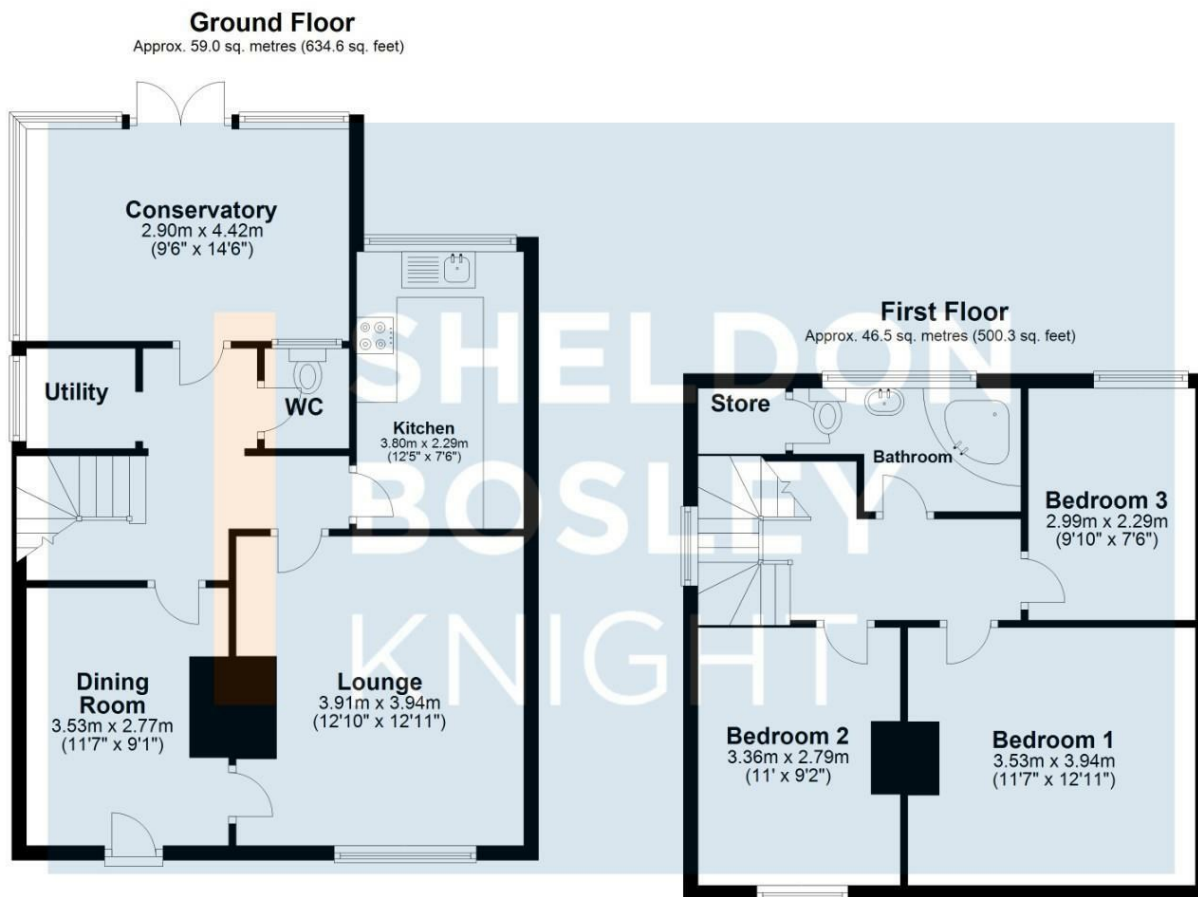 Ground Floor
Approx. 59.0 sq. metres (634.6 sq. feet)
Conservatory
2.90m x 4.42m
(9'6" x 14'6")
Utility
WC
Kitchen
3.80m x 2.29m
(12'5" x 7'6")
Dining
Room
3.53m x 2.77m
(11'7" x 9'1")
Lounge
3.91m x 3.94m
(12'10" x 12'11")
First Floor
Approx. 46.5 sq. metres (500.3 sq. feet)
Store
Bathroom
Bedroom 3
2.99m x 2.29m
(9'10" x 7'6")
Bedroom 2
3.36m x 2.79m
(11' x 9'2")
Bedroom 1
3.53m x 3.94m
(11'7" x 12'11")
SHELDON
BOSLEY
KNIGHT